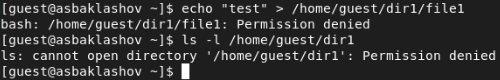 [guest@asbaklashov ~]$ echo "test" > /home/guest/dir1/file1
bash: /home/guest/dir1/file1: Permission denied
[guest@asbaklashov ~]$ ls -l /home/guest/dir1
ls: cannot open directory '/home/guest/dir1': Permission denied
[guest@asbaklashov ~]$